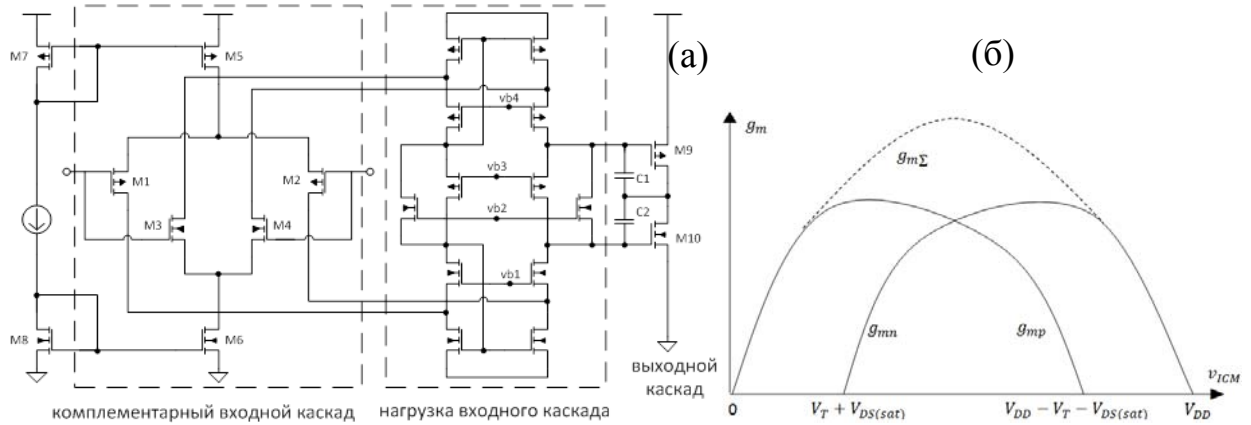 (а)
(б)
M7
M5
vb4
M9
M1
M2
vb3
C1
M3
M4
vb2
C2
M10
vb1
M8
M6
выходной
каскад
комплементарный входной каскад
нагрузка входного каскада
g_m
g_mΣ
g_mn
g_mp
v_ICM
0
V_T + V_DS(sat)
V_DD − V_T − V_DS(sat)
V_DD